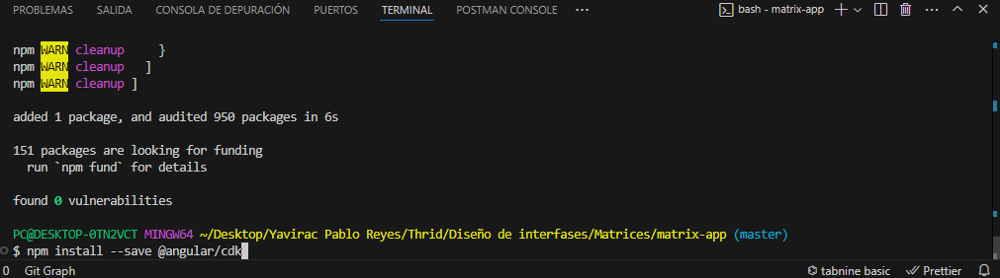 PROBLEMAS SALIDA CONSOLA DE DEPURACIÓN PUERTOS TERMINAL POSTMAN CONSOLE ··· bash - matrix-app
npm WARN cleanup     }
npm WARN cleanup   ]
npm WARN cleanup ]
added 1 package, and audited 950 packages in 6s
151 packages are looking for funding
  run `npm fund` for details
found 0 vulnerabilities
PC@DESKTOP-0TN2VCT MINGW64 ~/Desktop/Yavirac Pablo Reyes/Thrid/Diseño de interfases/Matrices/matrix-app (master)
$ npm install --save @angular/cdk
0 Git Graph tabnine basic Prettier